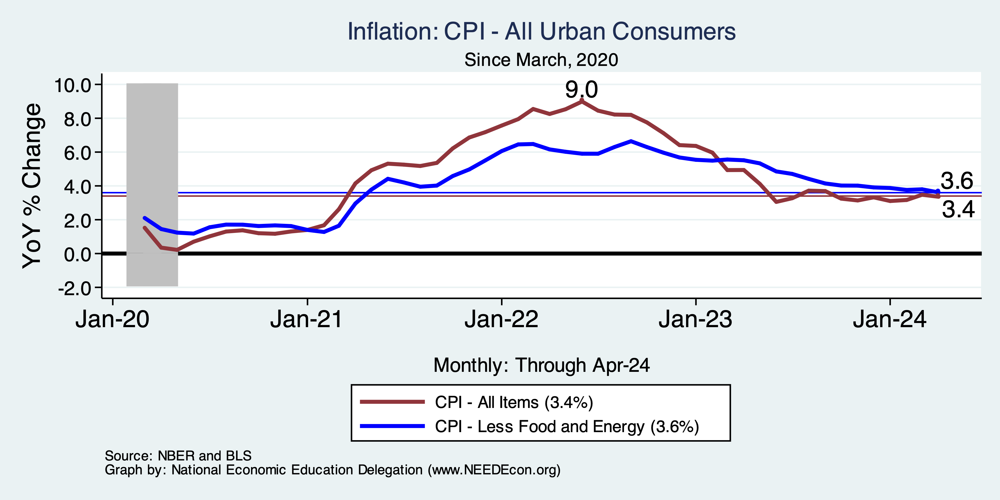 Inflation: CPI - All Urban Consumers
Since March, 2020
YoY % Change
10.0
8.0
6.0
4.0
2.0
0.0
-2.0
9.0
3.6
3.4
Jan-20 Jan-21 Jan-22 Jan-23 Jan-24
Monthly: Through Apr-24
CPI - All Items (3.4%)
CPI - Less Food and Energy (3.6%)
Source: NBER and BLS
Graph by: National Economic Education Delegation (www.NEEDEcon.org)